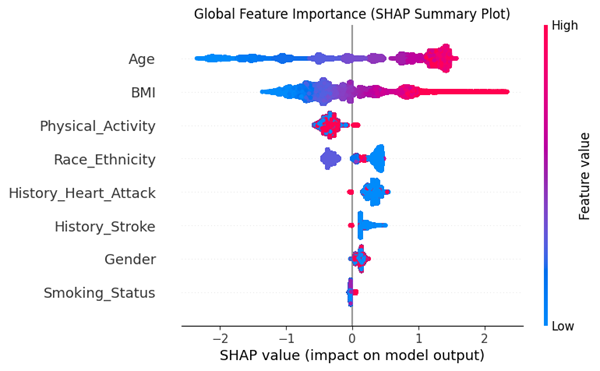 Global Feature Importance (SHAP Summary Plot)
High
Age
BMI
Physical_Activity
Race_Ethnicity
History_Heart_Attack
History_Stroke
Gender
Smoking_Status
Feature value
Low
−2 −1 0 1 2
SHAP value (impact on model output)